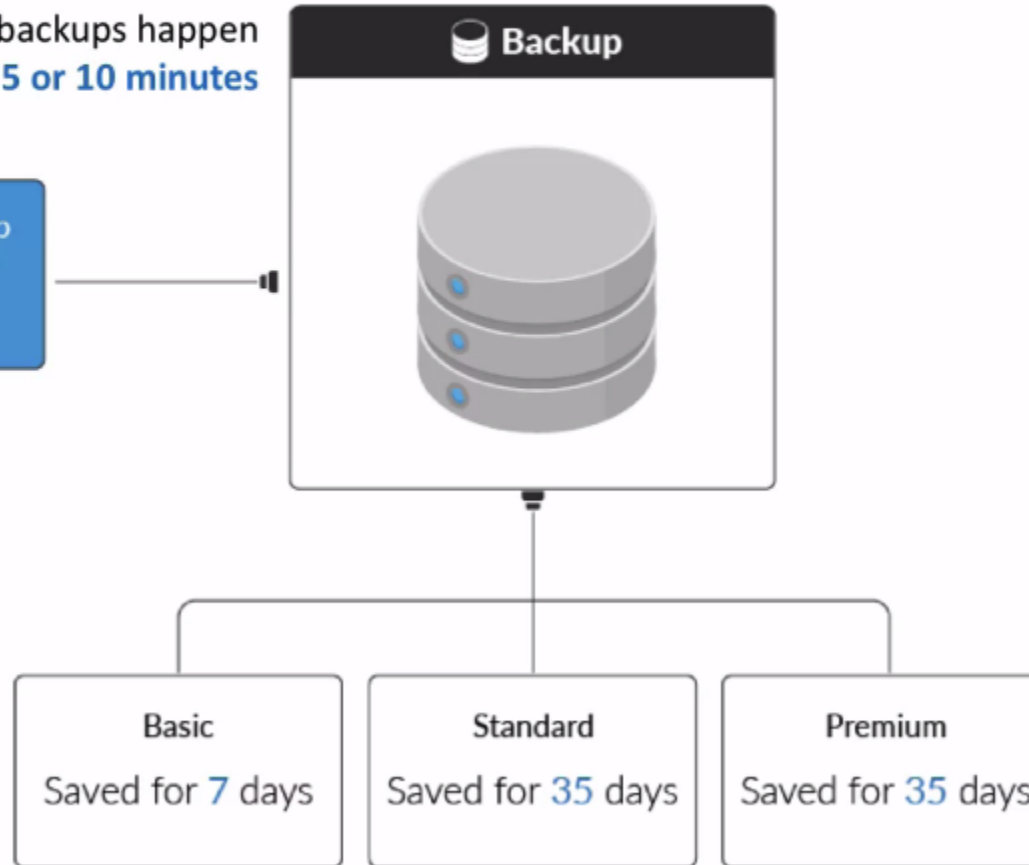 backups happen
5 or 10 minutes
Backup
Basic
Saved for 7 days
Standard
Saved for 35 days
Premium
Saved for 35 days